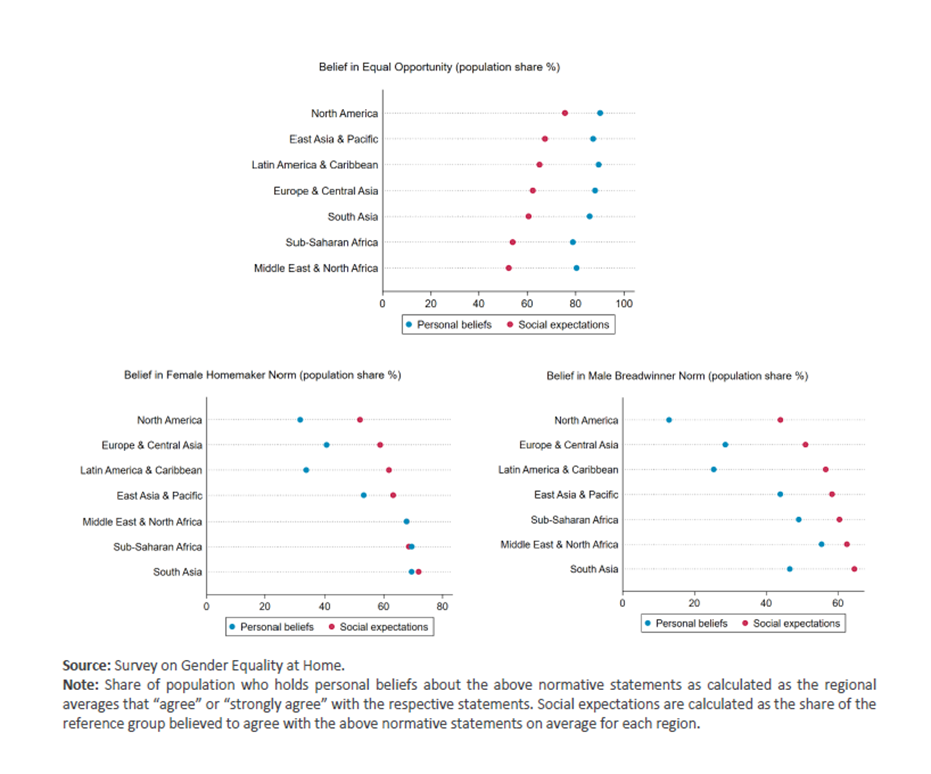 Belief in Equal Opportunity (population share %)
North America
East Asia & Pacific
Latin America & Caribbean
Europe & Central Asia
South Asia
Sub-Saharan Africa
Middle East & North Africa
0 20 40 60 80 100
Personal beliefs Social expectations
Belief in Female Homemaker Norm (population share %)
North America
Europe & Central Asia
Latin America & Caribbean
East Asia & Pacific
Middle East & North Africa
Sub-Saharan Africa
South Asia
0 20 40 60 80
Personal beliefs Social expectations
Belief in Male Breadwinner Norm (population share %)
North America
Europe & Central Asia
Latin America & Caribbean
East Asia & Pacific
Sub-Saharan Africa
Middle East & North Africa
South Asia
0 20 40 60
Personal beliefs Social expectations
Source: Survey on Gender Equality at Home.
Note: Share of population who holds personal beliefs about the above normative statements as calculated as the regional
averages that “agree” or “strongly agree” with the respective statements. Social expectations are calculated as the share of the
reference group believed to agree with the above normative statements on average for each region.